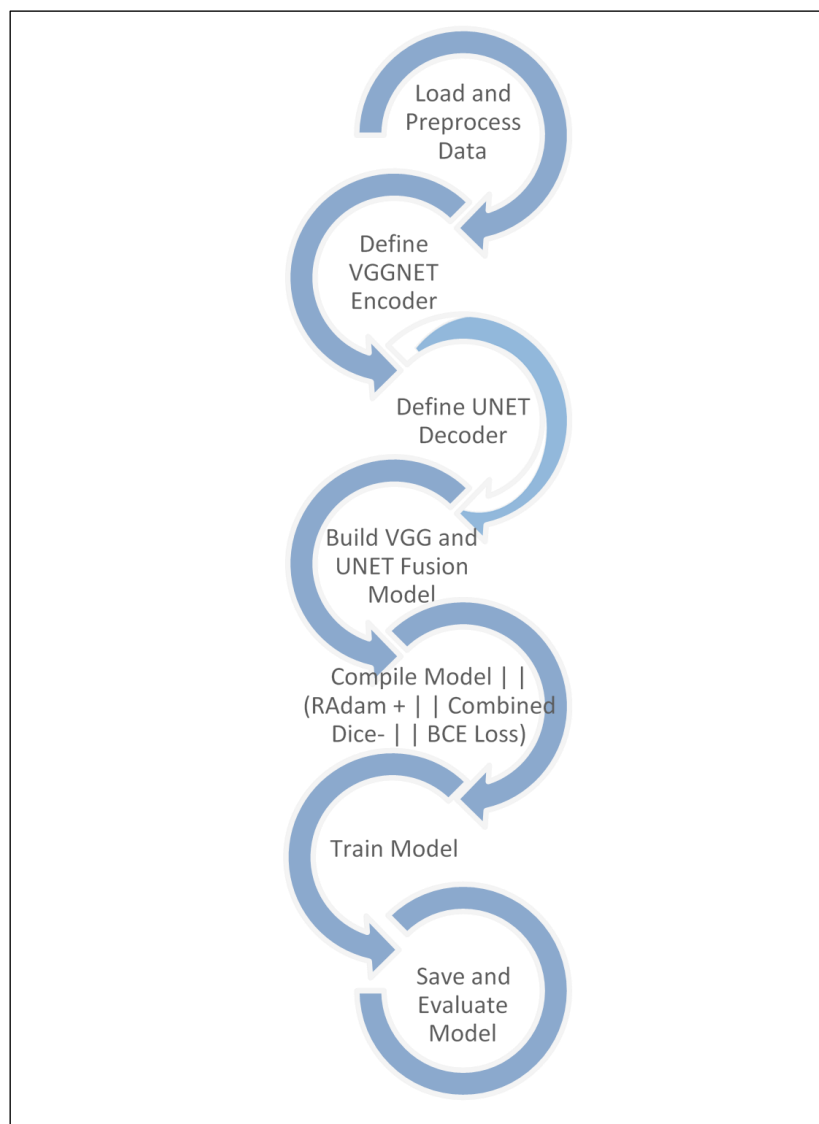 Load and
Preprocess
Data
Define
VGGNET
Encoder
Define UNET
Decoder
Build VGG and
UNET Fusion
Model
Compile Model | |
(RAdam + | | Combined
Dice- | | BCE Loss)
Train Model
Save and
Evaluate
Model